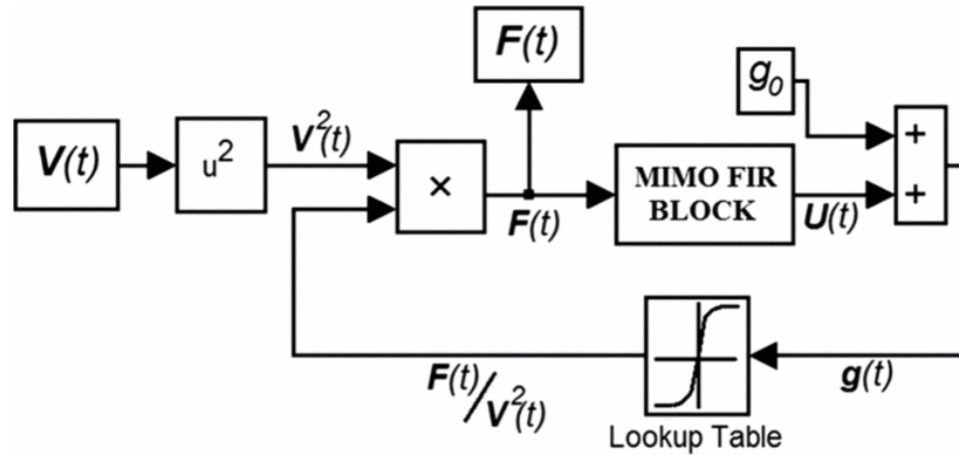 F(t)
g₀
V(t)
u²
V²(t)
×
F(t)
MIMO FIR
BLOCK
U(t)
+
+
F(t)/V²(t)
g(t)
Lookup Table